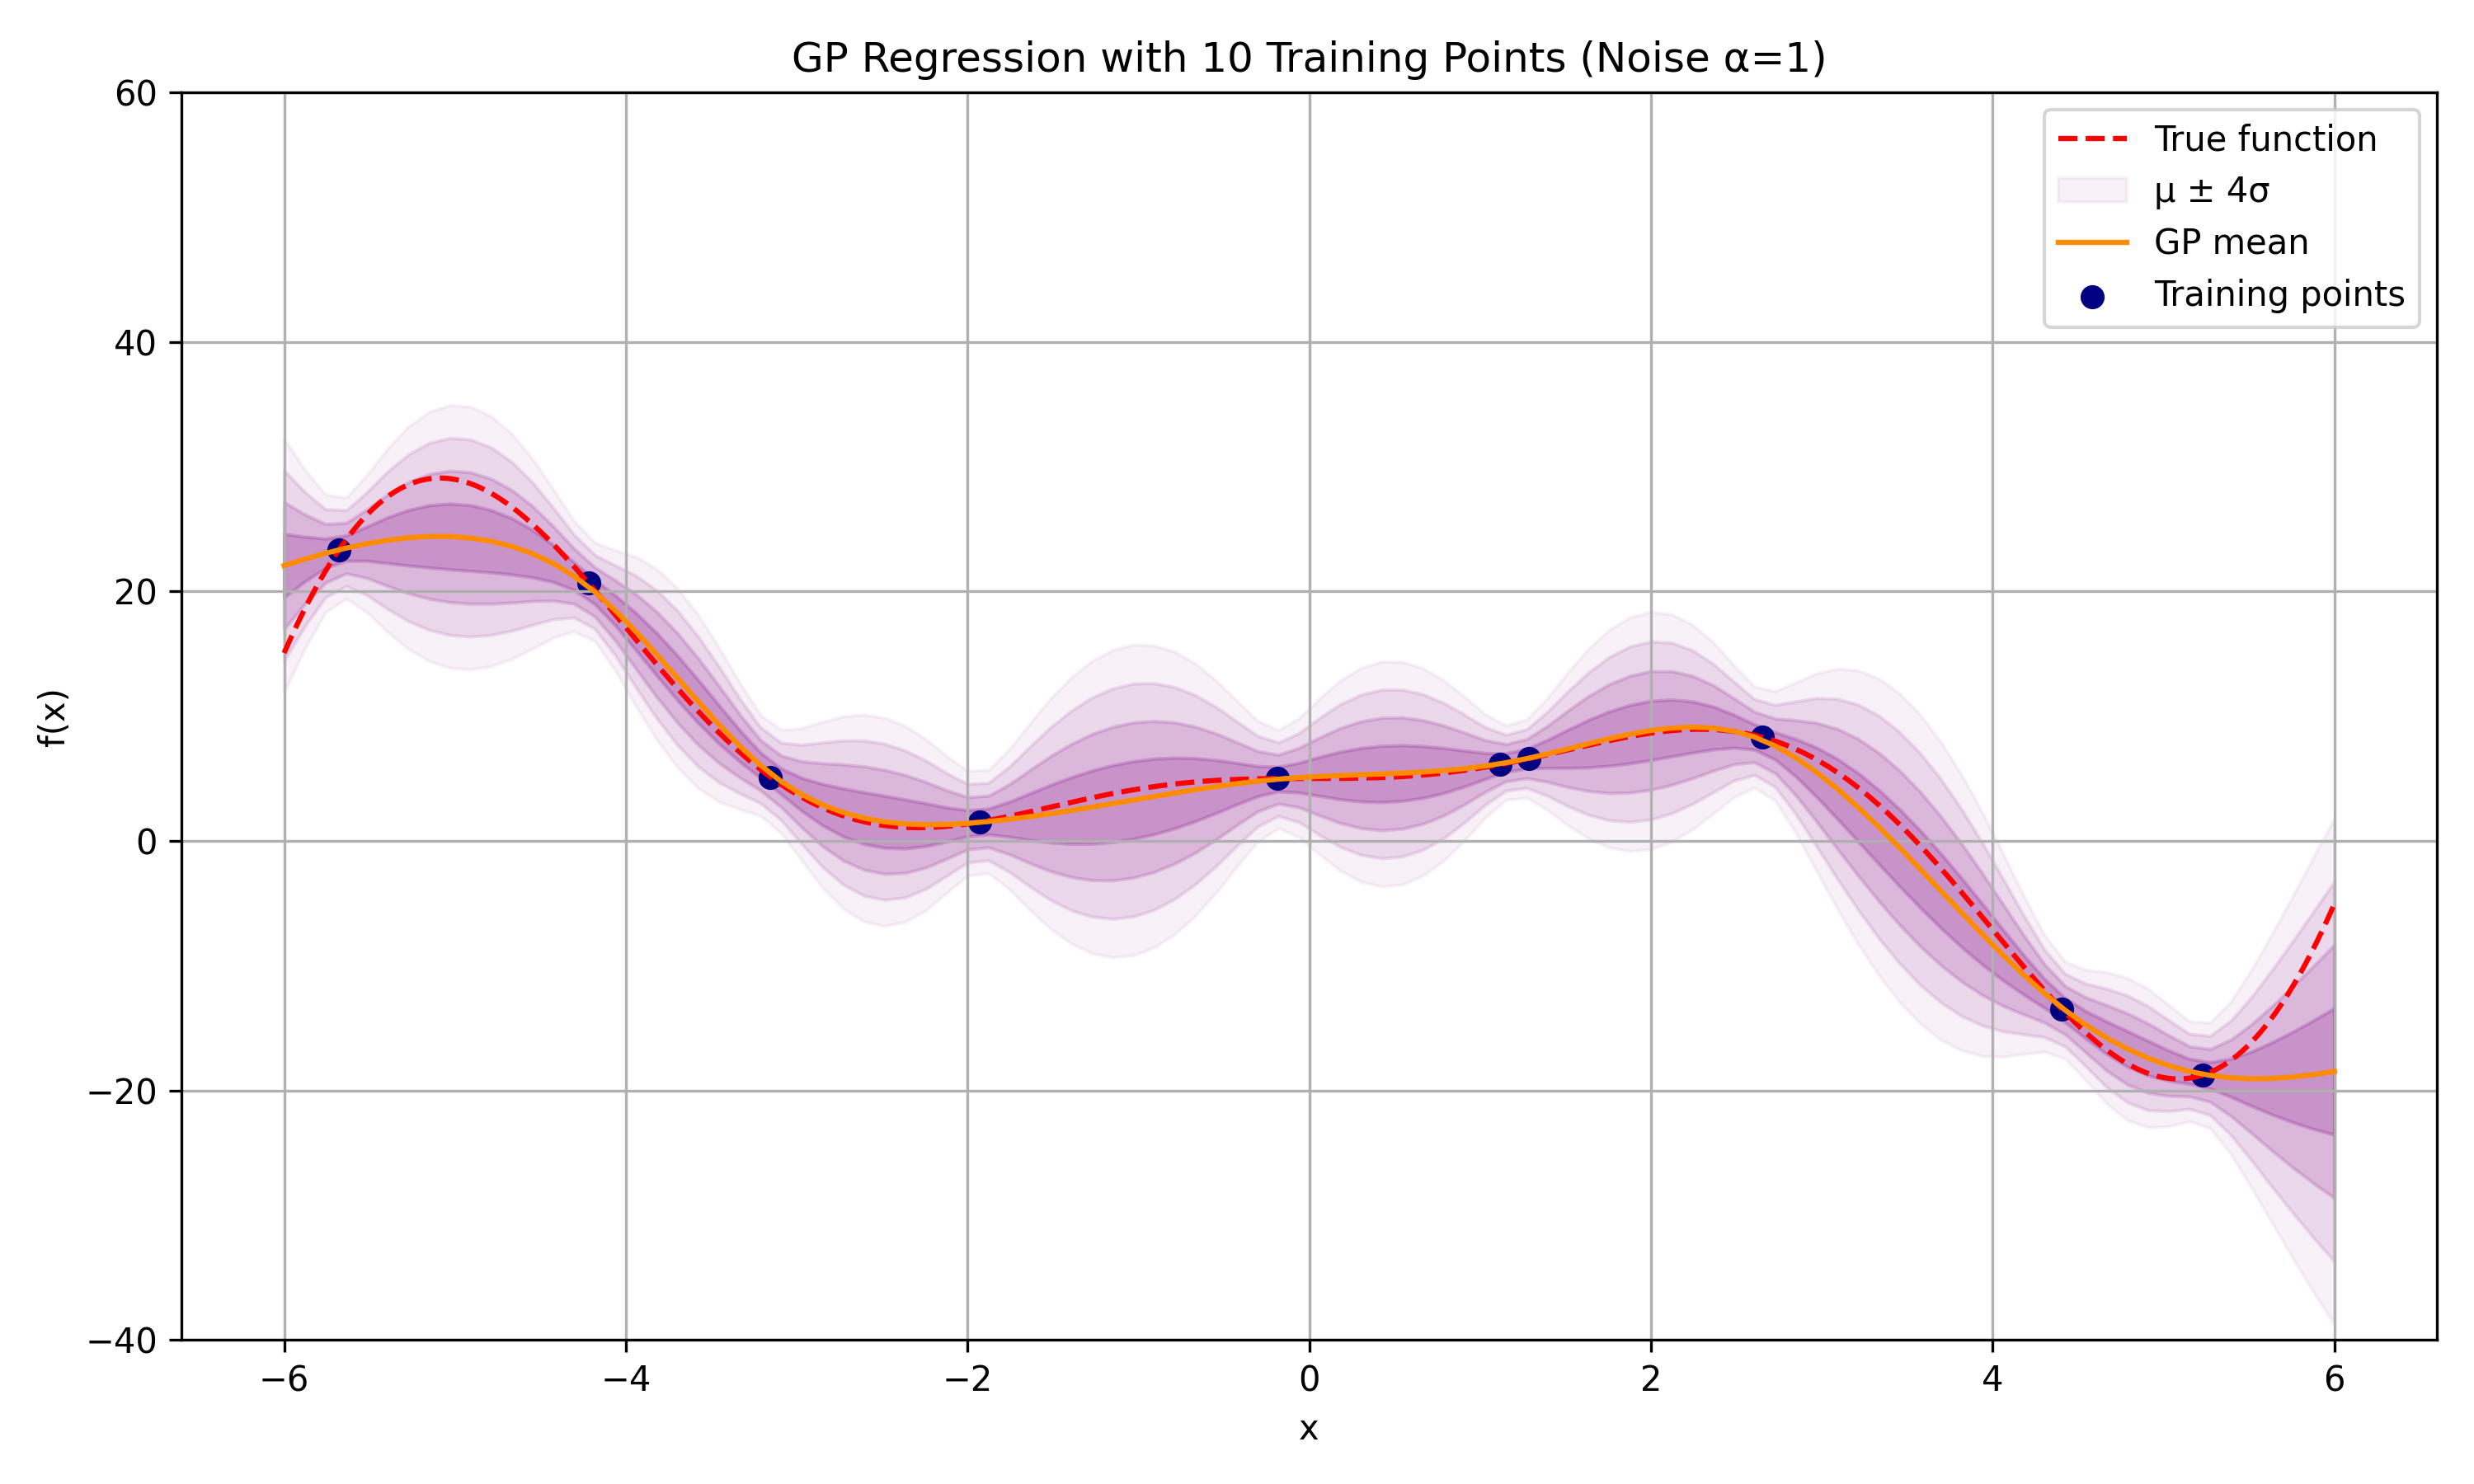 GP Regression with 10 Training Points (Noise α=1)
60
40
20
0
−20
−40
f(x)
True function
μ ± 4σ
GP mean
Training points
−6
−4
−2
0
2
4
6
x